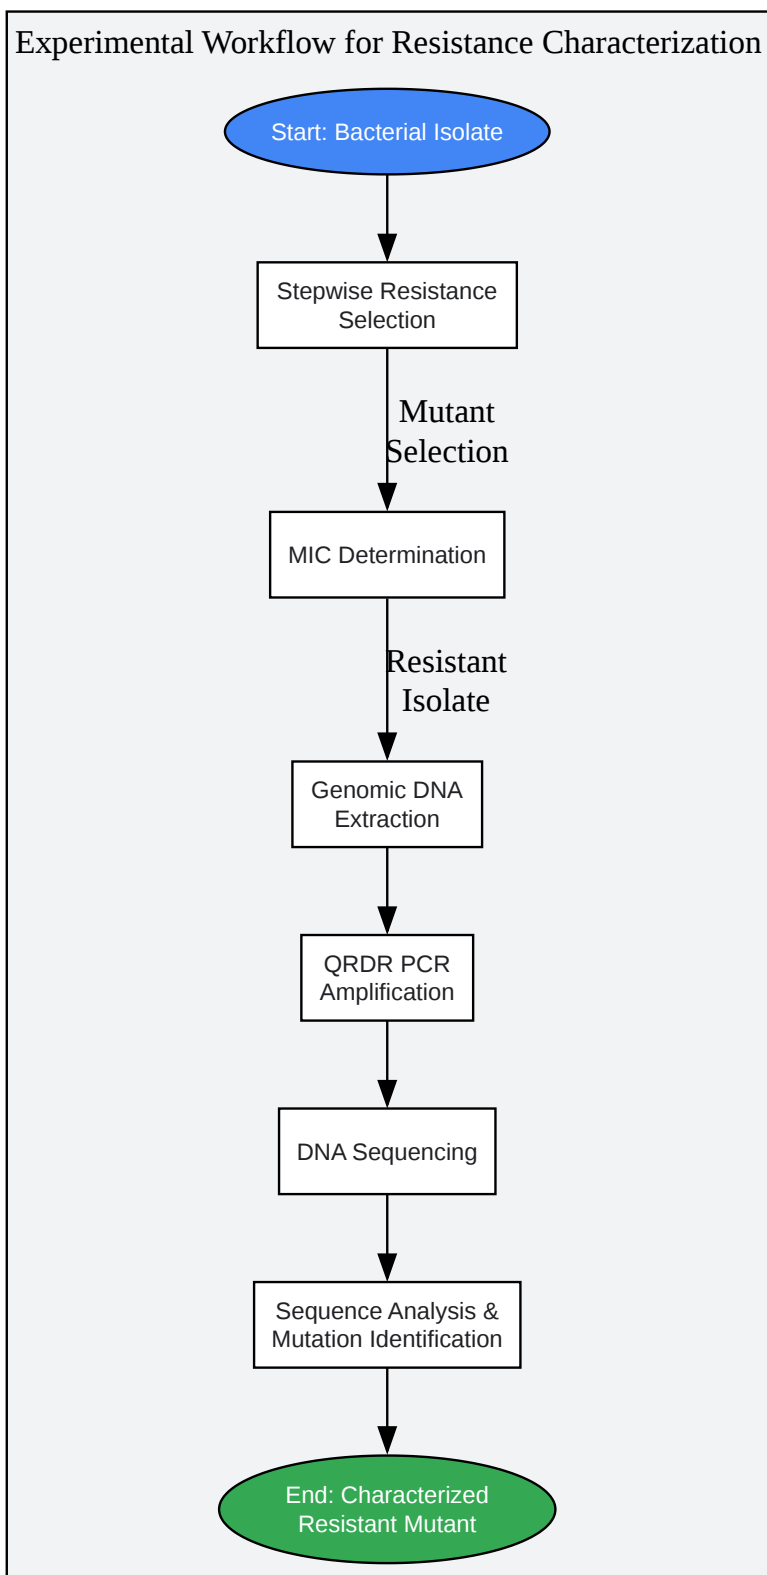 Experimental Workflow for Resistance Characterization
Start: Bacterial Isolate
Stepwise Resistance
Selection
Mutant
Selection
MIC Determination
Resistant
Isolate
Genomic DNA
Extraction
QRDR PCR
Amplification
DNA Sequencing
Sequence Analysis &
Mutation Identification
End: Characterized
Resistant Mutant